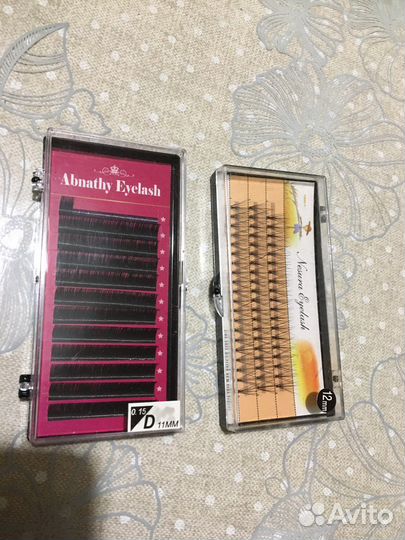 Abnathy Eyelash
0.15
D
11MM
Nesura Eyelash
12mm
Avito